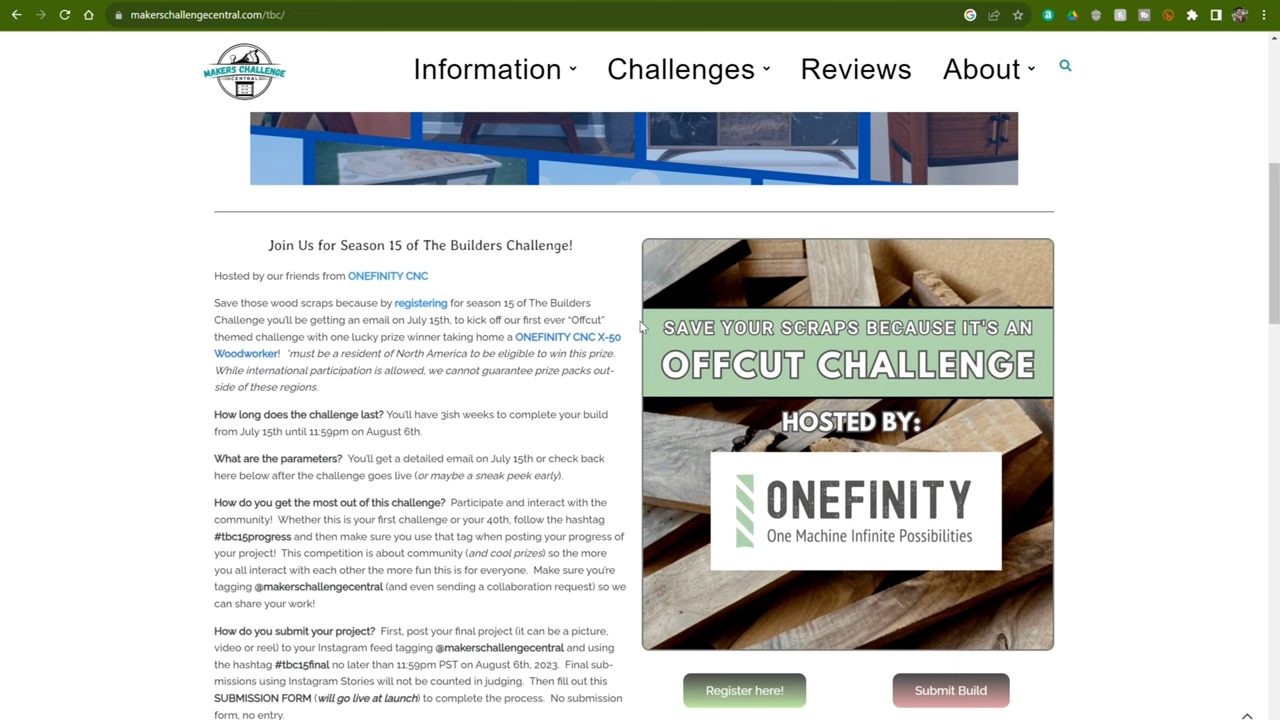 makerschallengecentral.com/tbc/
MAKERS CHALLENGE
CENTRAL
Information
Challenges
Reviews
About
Join Us for Season 15 of The Builders Challenge!
Hosted by our friends from ONEFINITY CNC
Save those wood scraps because by registering for season 15 of The Builders
Challenge you'll be getting an email on July 15th, to kick off our first ever “Offcut”
themed challenge with one lucky prize winner taking home a ONEFINITY CNC X-50
Woodworker! *must be a resident of North America to be eligible to win this prize.
While international participation is allowed, we cannot guarantee prize packs out-
side of these regions.
How long does the challenge last? You'll have 3ish weeks to complete your build
from July 15th until 11:59pm on August 6th.
What are the parameters? You'll get a detailed email on July 15th or check back
here below after the challenge goes live (or maybe a sneak peek early).
How do you get the most out of this challenge? Participate and interact with the
community! Whether this is your first challenge or your 40th, follow the hashtag
#tbc15progress and then make sure you use that tag when posting your progress of
your project! This competition is about community (and cool prizes) so the more
you all interact with each other the more fun this is for everyone. Make sure you're
tagging @makerschallengecentral (and even sending a collaboration request) so we
can share your work!
How do you submit your project? First, post your final project (it can be a picture,
video or reel) to your Instagram feed tagging @makerschallengecentral and using
the hashtag #tbc15final no later than 11:59pm PST on August 6th, 2023. Final sub-
missions using Instagram Stories will not be counted in judging. Then fill out this
SUBMISSION FORM (will go live at launch) to complete the process. No submission
form, no entry.
SAVE YOUR SCRAPS BECAUSE IT'S AN
OFFCUT CHALLENGE
HOSTED BY:
ONEFINITY
One Machine Infinite Possibilities
Register here!
Submit Build